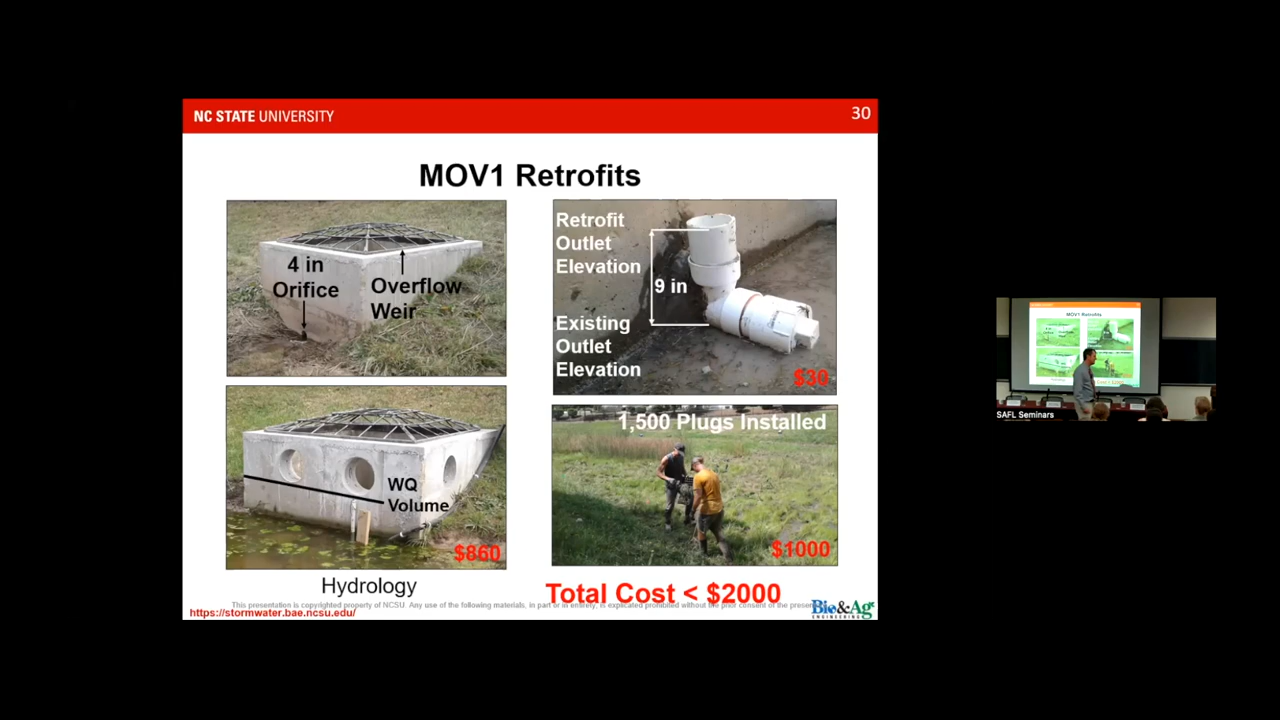 NC STATE UNIVERSITY
30
MOV1 Retrofits
4 in
Orifice
Overflow
Weir
Retrofit
Outlet
Elevation
9 in
Existing
Outlet
Elevation
$30
WQ
Volume
$860
1,500 Plugs Installed
$1000
Hydrology
Total Cost < $2000
This presentation is copyrighted property of NCSU. Any use of the following materials, in part or in entirety, is explicated prohibited without the prior consent of the
https://stormwater.bae.ncsu.edu/
Bio&Ag
ENGINEERING
MOV1 Retrofits
SAFL Seminars